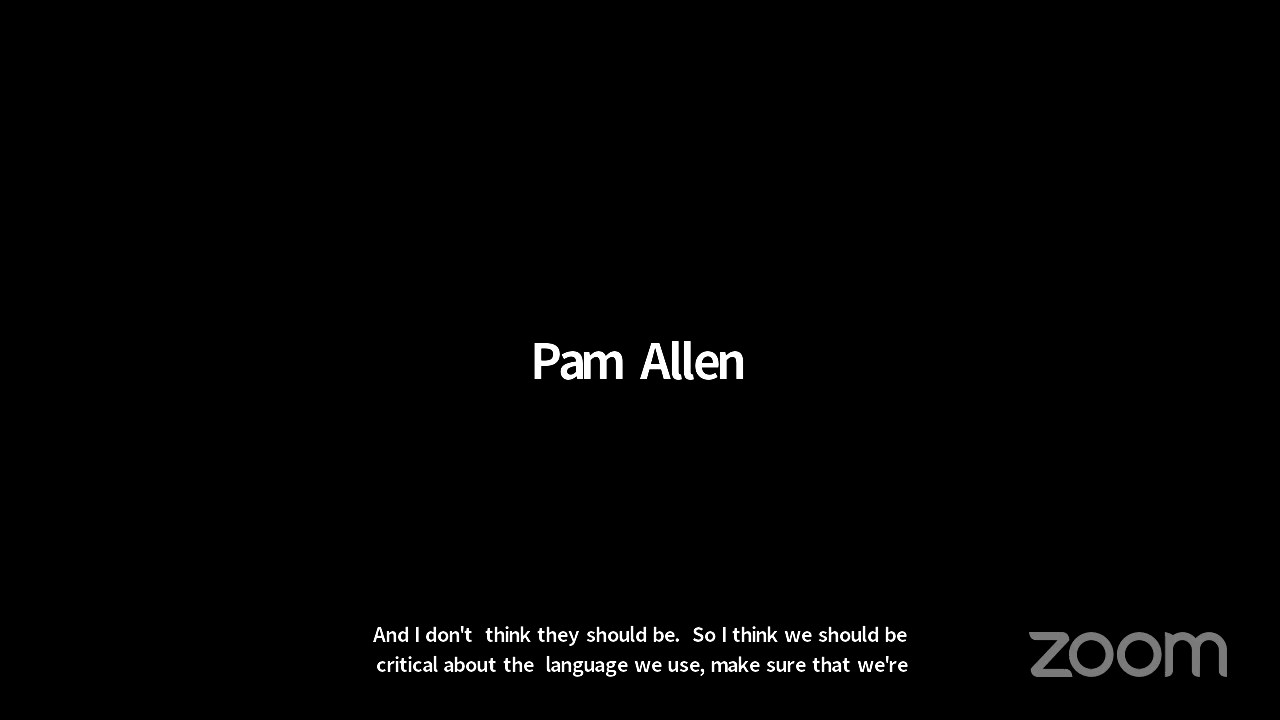 Pam Allen
And I don't think they should be. So I think we should be
critical about the language we use, make sure that we're
zoom